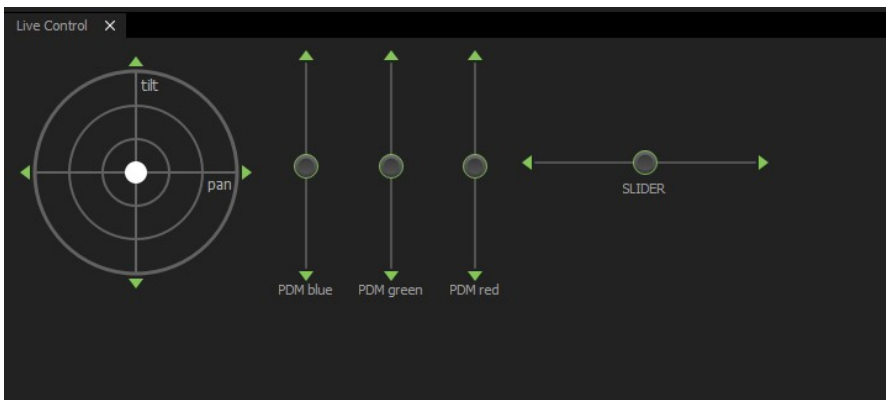 Live Control
tilt
pan
PDM blue
PDM green
PDM red
SLIDER